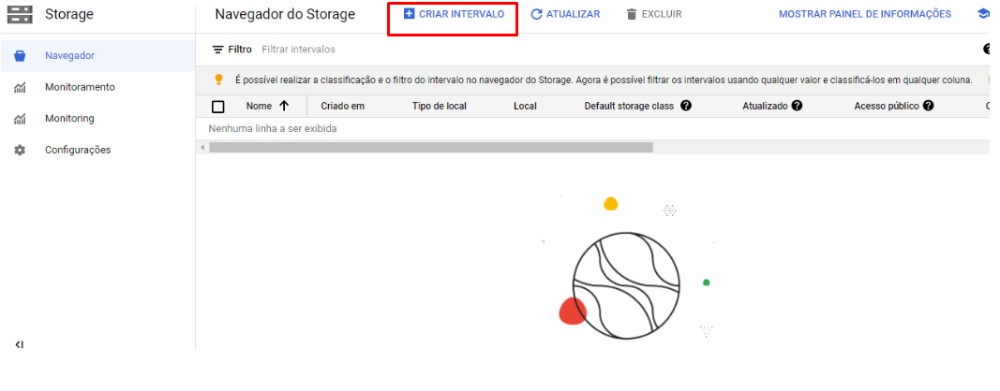 Storage
Navegador do Storage
CRIAR INTERVALO
ATUALIZAR
EXCLUIR
MOSTRAR PAINEL DE INFORMAÇÕES
Navegador
Monitoramento
Monitoring
Configurações
Filtro Filtrar intervalos
É possível realizar a classificação e o filtro do intervalo no navegador do Storage. Agora é possível filtrar os intervalos usando qualquer valor e classificá-los em qualquer coluna.
Nome Criado em Tipo de local Local Default storage class Atualizado Acesso público
Nenhuma linha a ser exibida